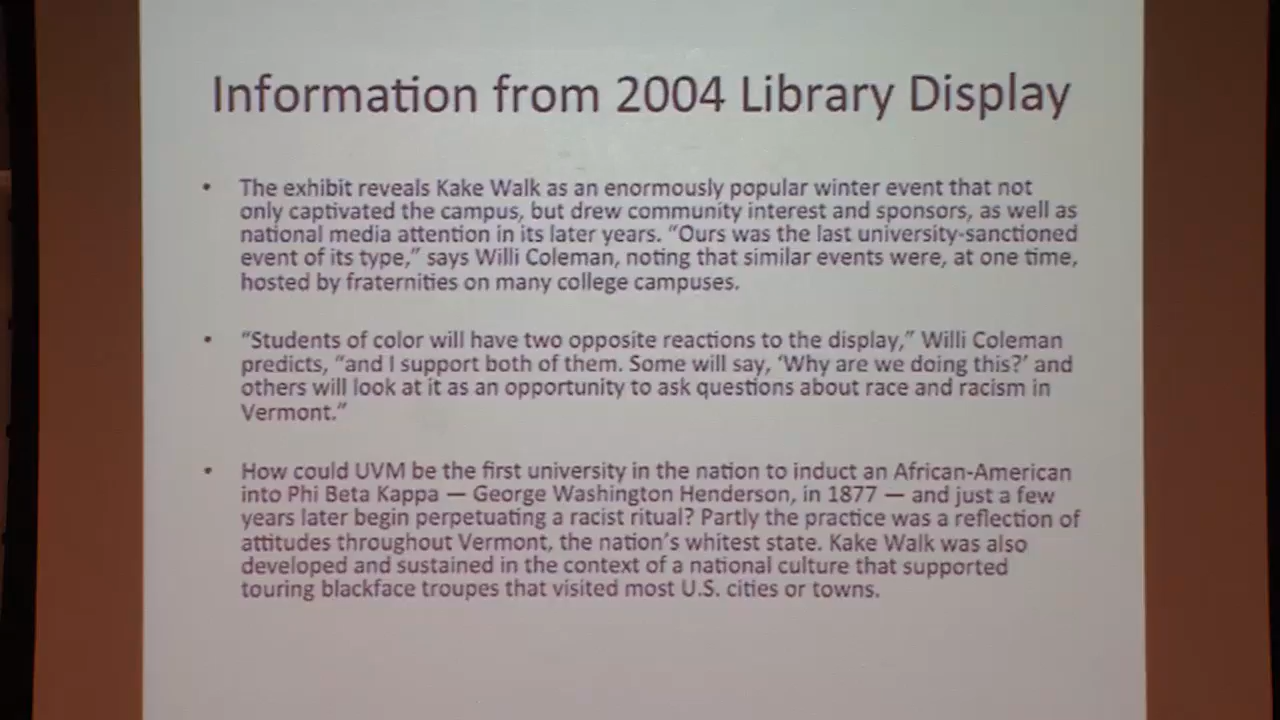 Information from 2004 Library Display
• The exhibit reveals Kake Walk as an enormously popular winter event that not
only captivated the campus, but drew community interest and sponsors, as well as
national media attention in its later years. “Ours was the last university-sanctioned
event of its type,” says Willi Coleman, noting that similar events were, at one time,
hosted by fraternities on many college campuses.
• “Students of color will have two opposite reactions to the display,” Willi Coleman
predicts, “and I support both of them. Some will say, ‘Why are we doing this?’ and
others will look at it as an opportunity to ask questions about race and racism in
Vermont.”
• How could UVM be the first university in the nation to induct an African-American
into Phi Beta Kappa — George Washington Henderson, in 1877 — and just a few
years later begin perpetuating a racist ritual? Partly the practice was a reflection of
attitudes throughout Vermont, the nation’s whitest state. Kake Walk was also
developed and sustained in the context of a national culture that supported
touring blackface troupes that visited most U.S. cities or towns.